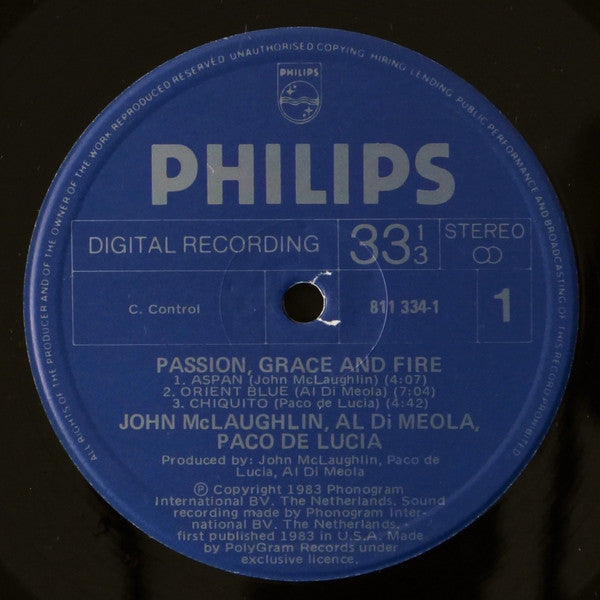 ALL RIGHTS OF THE PRODUCER AND OF THE OWNER OF THE WORK REPRODUCED RESERVED UNAUTHORISED COPYING HIRING LENDING PUBLIC PERFORMANCE AND BROADCASTING OF THIS RECORD PROHIBITED
PHILIPS
PHILIPS
DIGITAL RECORDING
33 1/3
STEREO
C. Control
811 334-1
1
PASSION, GRACE AND FIRE
1. ASPAN (John McLaughlin) (4:07)
2. ORIENT BLUE (Al Di Meola) (7:04)
3. CHIQUITO (Paco de Lucia) (4:42)
JOHN McLAUGHLIN, AL Di MEOLA,
PACO DE LUCIA
Produced by: John McLaughlin, Paco de
Lucia, Al Di Meola
Ⓟ Copyright 1983 Phonogram
International BV. The Netherlands. Sound
recording made by Phonogram Inter-
national BV. The Netherlands, -
first published 1983 in U.S.A. Made
by PolyGram Records under
exclusive licence.